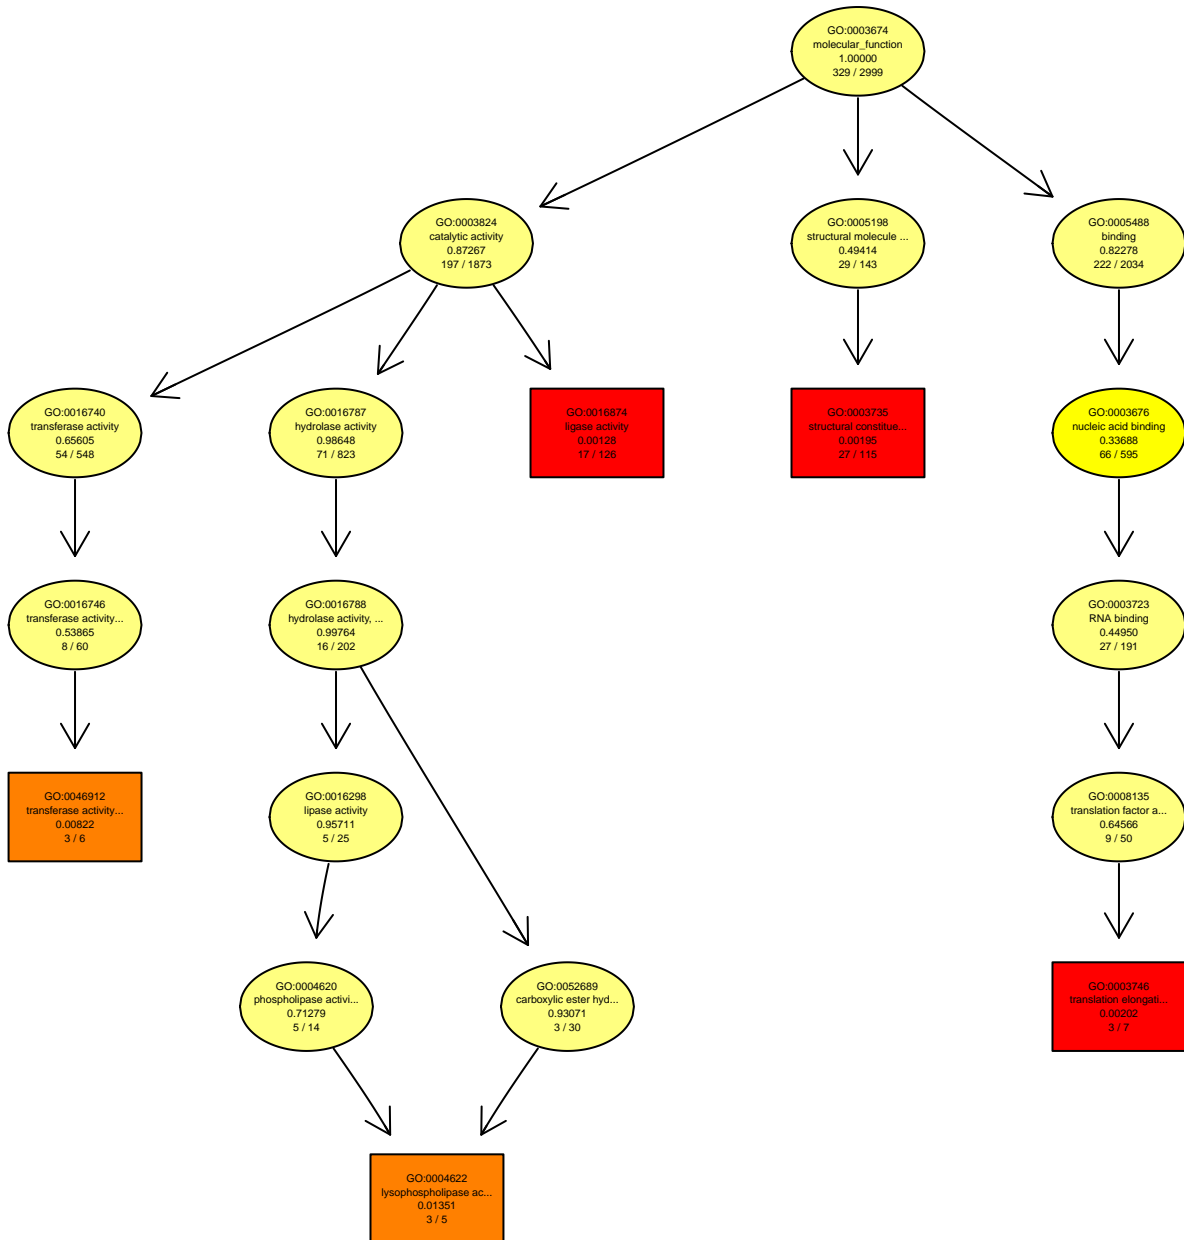 GO:0003674
molecular_function
1.00000
329 / 2999
GO:0003824
catalytic activity
0.87267
197 / 1873
GO:0005198
structural molecule ...
0.49414
29 / 143
GO:0005488
binding
0.82278
222 / 2034
GO:0016740
transferase activity
0.65605
54 / 548
GO:0016787
hydrolase activity
0.98648
71 / 823
GO:0016874
ligase activity
0.00128
17 / 126
GO:0003735
structural constitue...
0.00195
27 / 115
GO:0003676
nucleic acid binding
0.33688
66 / 595
GO:0016746
transferase activity...
0.53865
8 / 60
GO:0016788
hydrolase activity, ...
0.99764
16 / 202
GO:0003723
RNA binding
0.44950
27 / 191
GO:0046912
transferase activity...
0.00822
3 / 6
GO:0016298
lipase activity
0.95711
5 / 25
GO:0008135
translation factor a...
0.64566
9 / 50
GO:0004620
phospholipase activi...
0.71279
5 / 14
GO:0052689
carboxylic ester hyd...
0.93071
3 / 30
GO:0003746
translation elongati...
0.00202
3 / 7
GO:0004622
lysophospholipase ac...
0.01351
3 / 5